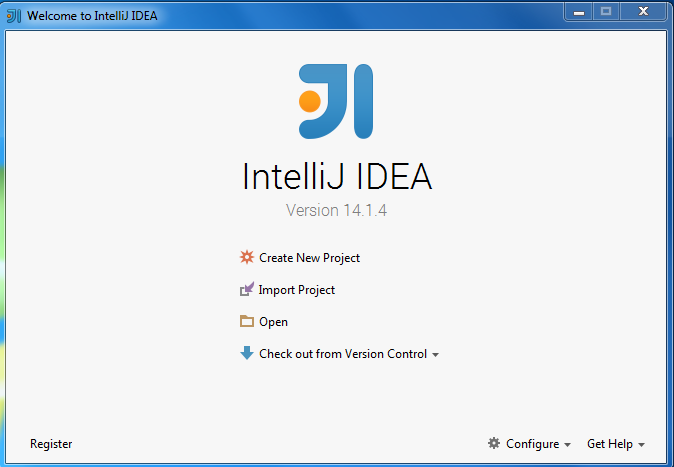 Welcome to IntelliJ IDEA
IntelliJ IDEA
Version 14.1.4
Create New Project
Import Project
Open
Check out from Version Control
Register
Configure
Get Help